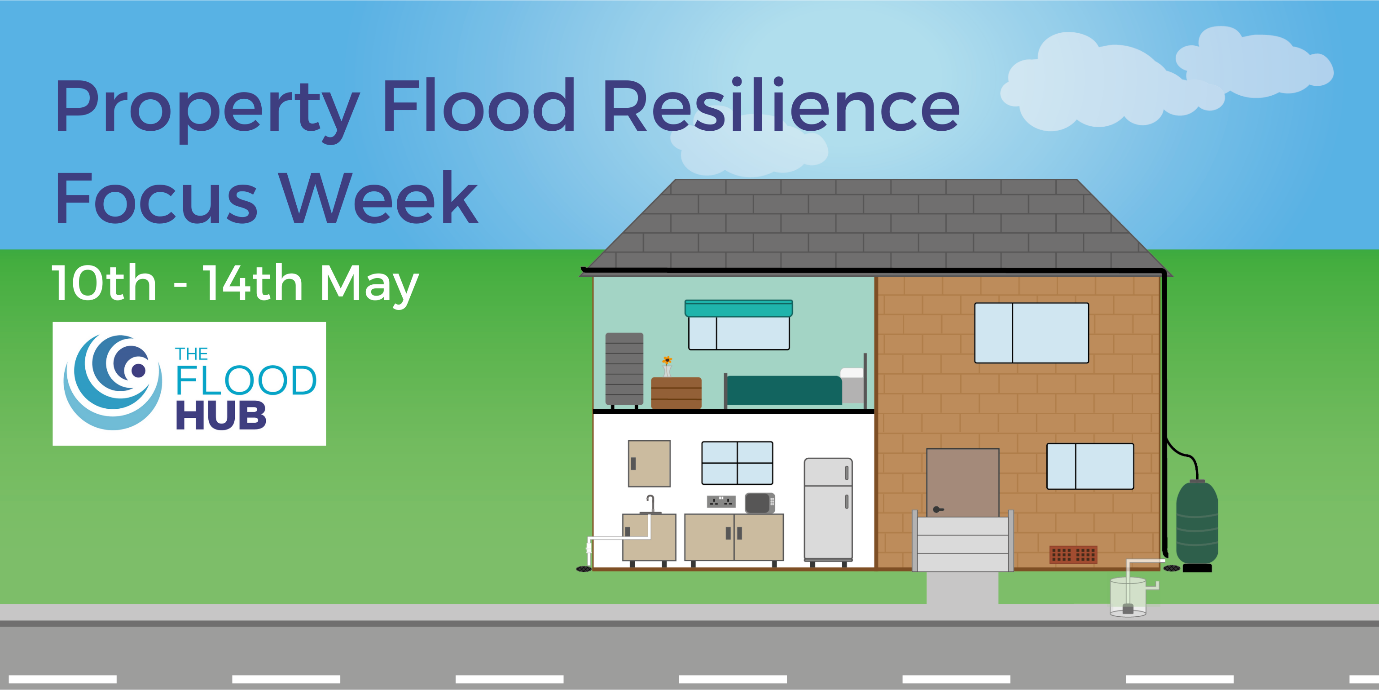 Property Flood Resilience
Focus Week
10th - 14th May
THE
FLOOD
HUB